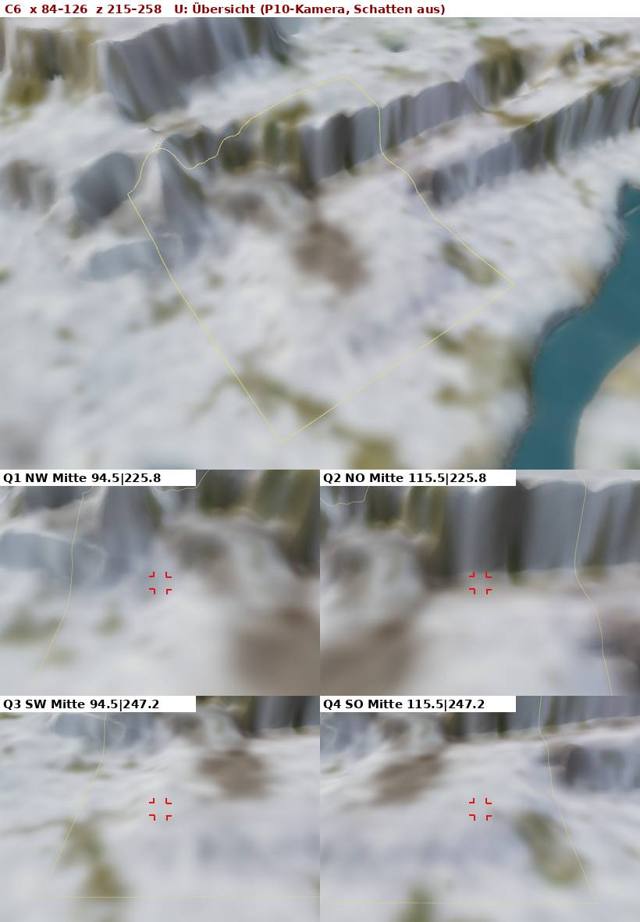 C6 x 84–126 z 215–258 U: Übersicht (P10-Kamera, Schatten aus)
Q1 NW Mitte 94.5|225.8
Q2 NO Mitte 115.5|225.8
Q3 SW Mitte 94.5|247.2
Q4 SO Mitte 115.5|247.2